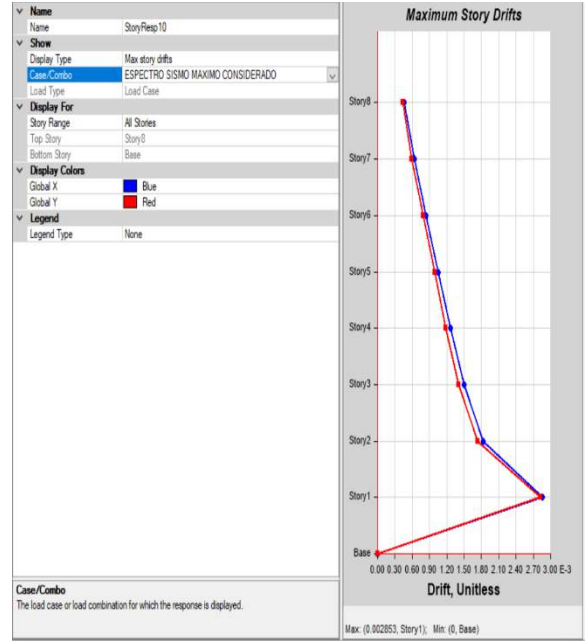 Name
Name StoryResp10
Show
Display Type Max story drifts
Case/Combo ESPECTRO SISMO MAXIMO CONSIDERADO
Load Type Load Case
Display For
Story Range All Stories
Top Story Story8
Bottom Story Base
Display Colors
Global X Blue
Global Y Red
Legend
Legend Type None
Case/Combo
The load case or load combination for which the response is displayed.
Maximum Story Drifts
Story8
Story7
Story6
Story5
Story4
Story3
Story2
Story1
Base
0.00 0.30 0.60 0.90 1.20 1.50 1.80 2.10 2.40 2.70 3.00 E-3
Drift, Unitless
Max: (0.002853, Story1); Min: (0, Base)